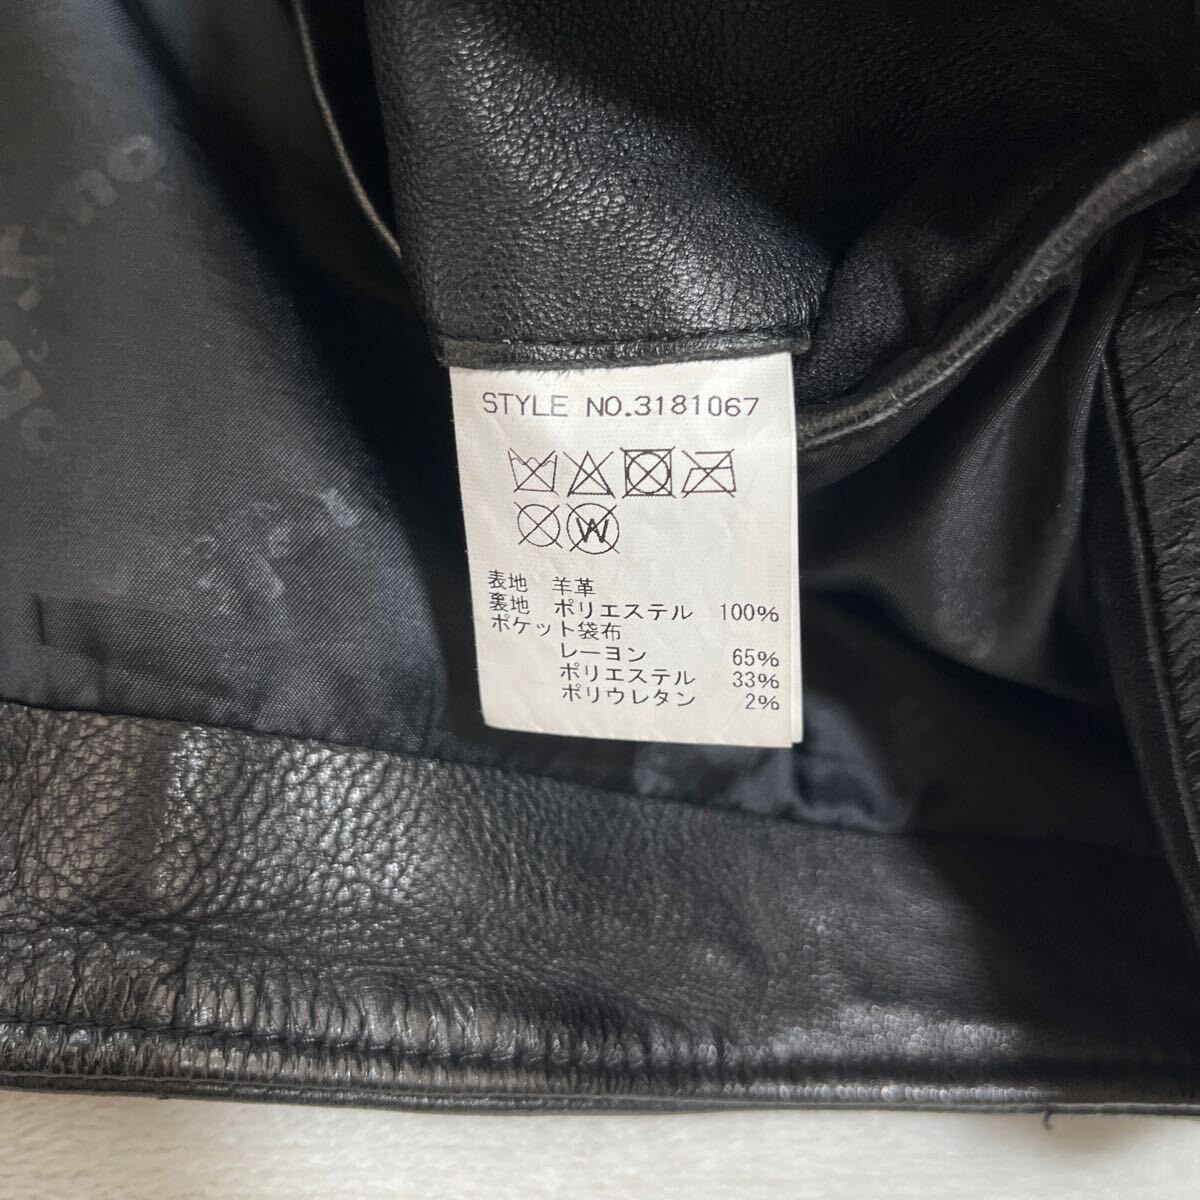 STYLE NO.3181067
W
表地 羊革
裏地 ポリエステル 100%
ポケット袋布
レーヨン 65%
ポリエステル 33%
ポリウレタン 2%